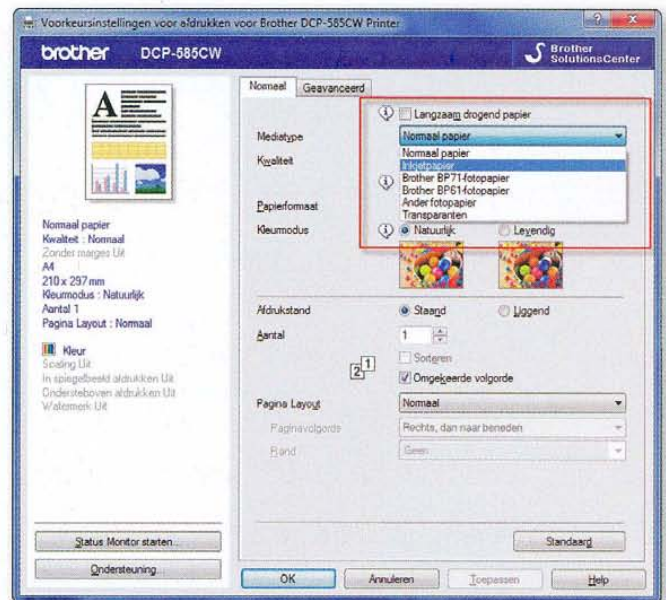 Voorkeursinstellingen voor afdrukken voor Brother DCP-585CW Printer
brother DCP-585CW
Brother
SolutionsCenter
A
Normaal papier
Kwaliteit : Normaal
Zonder marges Uit
A4
210 x 297 mm
Kleurmodus : Natuurlijk
Aantal 1
Pagina Layout : Normaal
Kleur
Scaling Uit
In spiegelbeeld afdrukken Uit
Ondersteboven afdrukken Uit
Watermerk Uit
Status Monitor starten...
Ondersteuning...
Normaal Geavanceerd
Langzaam drogend papier
Mediatype Normaal papier
Normaal papier
Inkjetpapier
Brother BP71-fotopapier
Brother BP61-fotopapier
Ander fotopapier
Transparanten
Kwaliteit
Papierformaat
Kleurmodus Natuurlijk Levendig
Afdrukstand Staand Liggend
Aantal 1
Sorteren
2 1
Omgekeerde volgorde
Pagina Layout Normaal
Paginavolgorde Rechts, dan naar beneden
Rand Geen
Standaard
OK Annuleren Toepassen Help